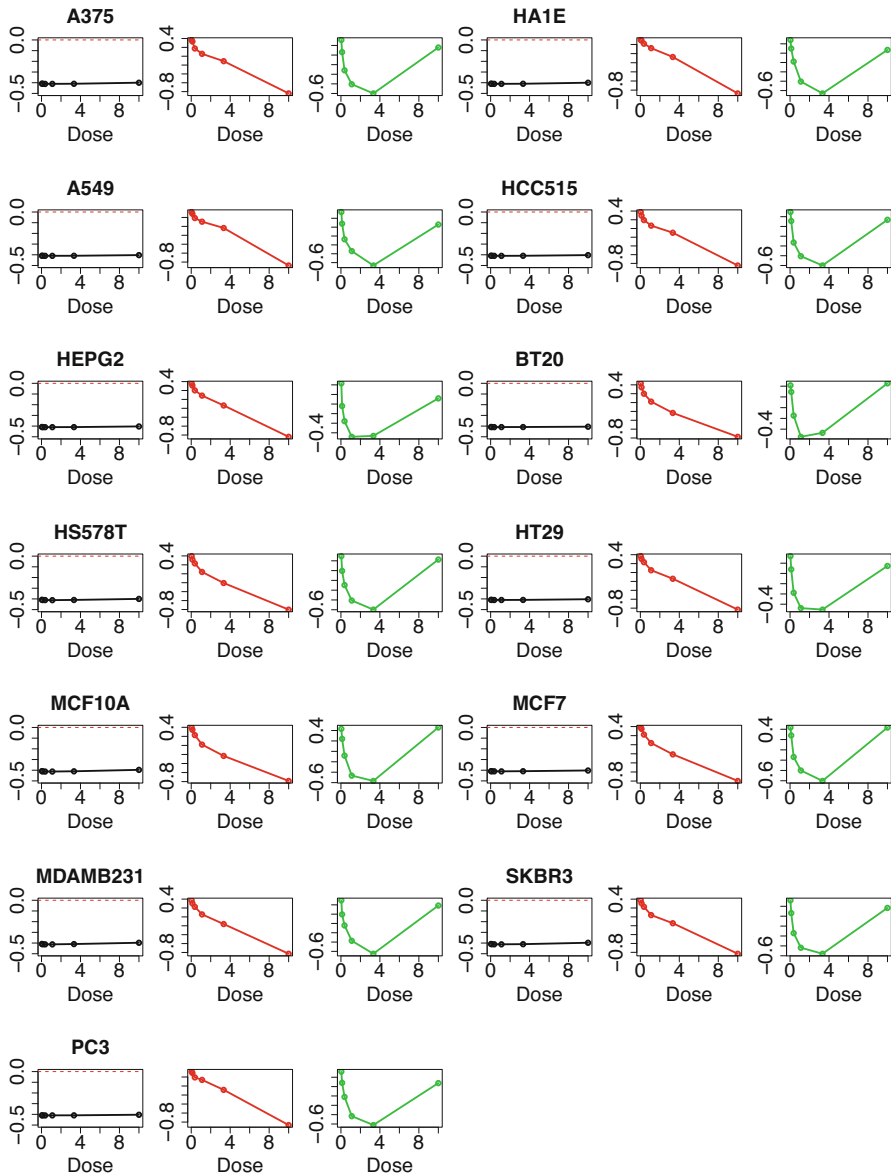 A375 HA1E
0.0 0.4 0.0
−0.5 −0.8 −0.6 −0.5 −0.8 −0.6
0 4 8 0 4 8 0 4 8 0 4 8 0 4 8 0 4 8
Dose Dose Dose Dose Dose Dose
A549 HCC515
0.0 0.0 0.4
−0.5 −0.8 −0.6 −0.5 −0.8 −0.6
0 4 8 0 4 8 0 4 8 0 4 8 0 4 8 0 4 8
Dose Dose Dose Dose Dose Dose
HEPG2 BT20
0.0 0.4 0.0 0.4
−0.5 −0.8 −0.4 −0.5 −0.8 −0.4
0 4 8 0 4 8 0 4 8 0 4 8 0 4 8 0 4 8
Dose Dose Dose Dose Dose Dose
HS578T HT29
0.0 0.4 0.0 0.4
−0.5 −0.8 −0.6 −0.5 −0.8 −0.4
0 4 8 0 4 8 0 4 8 0 4 8 0 4 8 0 4 8
Dose Dose Dose Dose Dose Dose
MCF10A MCF7
0.0 0.4 0.4 0.0 0.4 0.4
−0.5 −0.8 −0.6 −0.5 −0.8 −0.6
0 4 8 0 4 8 0 4 8 0 4 8 0 4 8 0 4 8
Dose Dose Dose Dose Dose Dose
MDAMB231 SKBR3
0.0 0.4 0.0 0.4
−0.5 −0.8 −0.6 −0.5 −0.8 −0.6
0 4 8 0 4 8 0 4 8 0 4 8 0 4 8 0 4 8
Dose Dose Dose Dose Dose Dose
PC3
0.0
−0.5 −0.8 −0.6
0 4 8 0 4 8 0 4 8
Dose Dose Dose